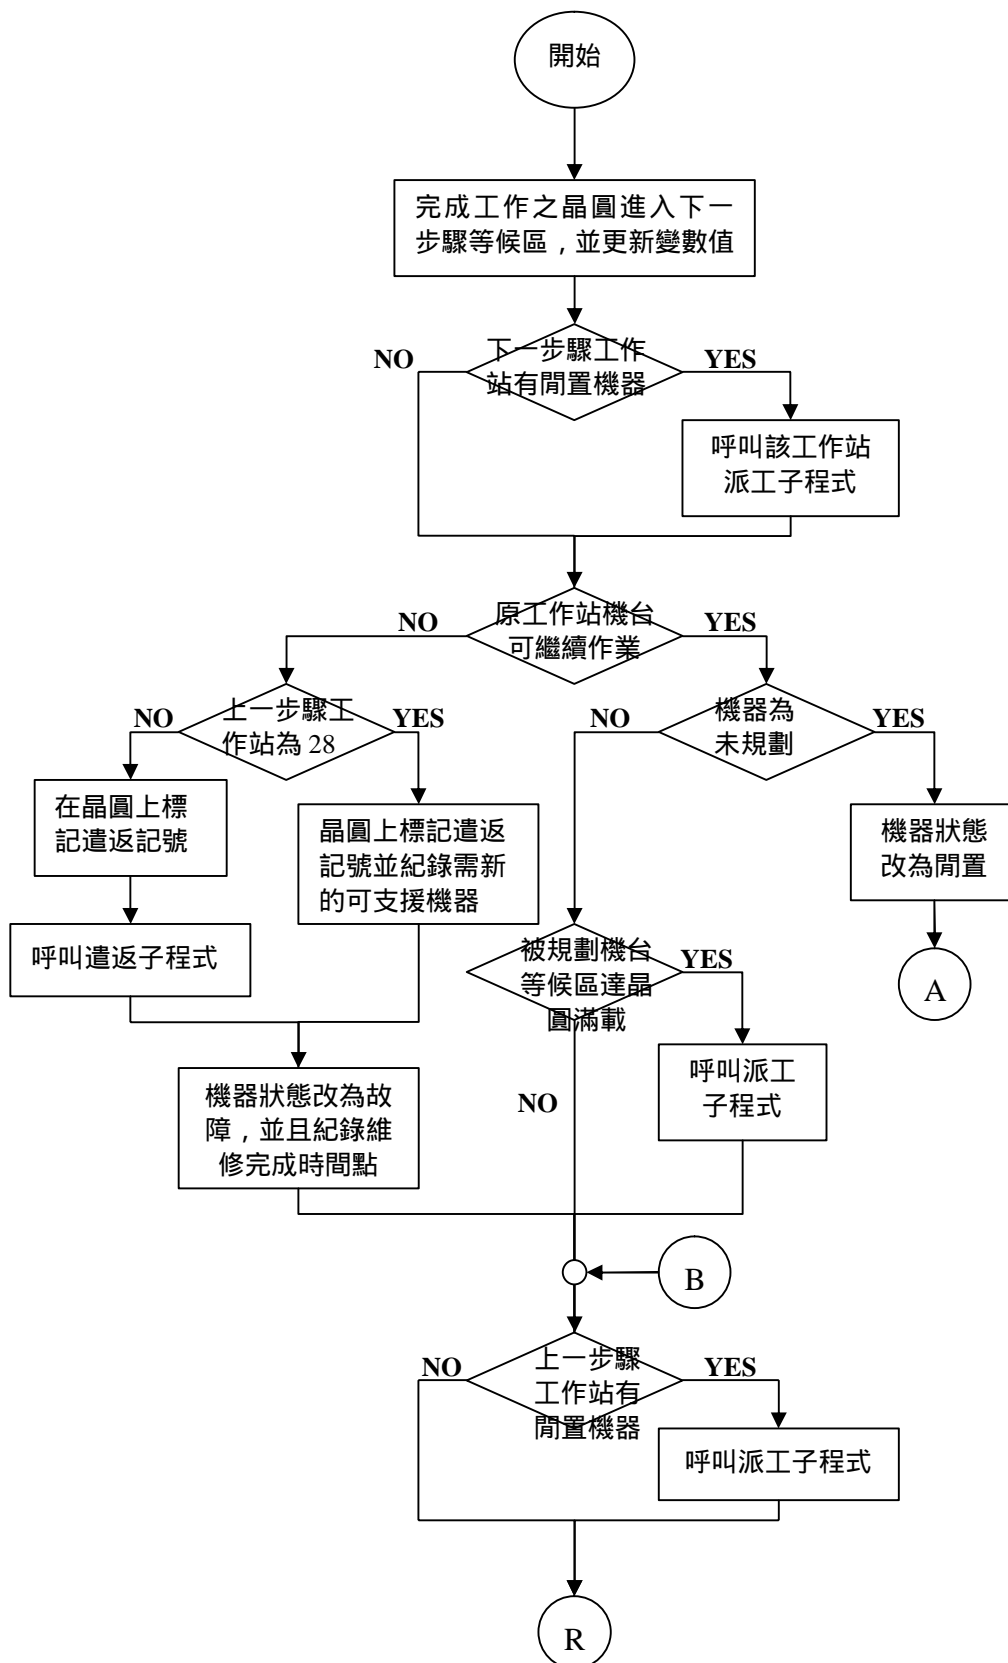 開始
完成工作之晶圓進入下一
步驟等候區，並更新變數值
下一步驟工作
站有閒置機器
NO
YES
呼叫該工作站
派工子程式
原工作站機台
可繼續作業
NO
YES
上一步驟工
作站為 28
NO
YES
機器為
未規劃
NO
YES
在晶圓上標
記遣返記號
晶圓上標記遣返
記號並紀錄需新
的可支援機器
機器狀態
改為閒置
呼叫遣返子程式
被規劃機台
等候區達晶
圓滿載
YES
NO
A
機器狀態改為故
障，並且紀錄維
修完成時間點
呼叫派工
子程式
B
上一步驟
工作站有
閒置機器
NO
YES
呼叫派工子程式
R